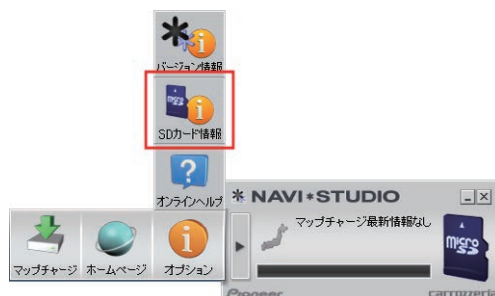 バージョン情報
microSD
SDカード情報
オンラインヘルプ
NAVI*STUDIO
マップチャージ
ホームページ
オプション
マップチャージ最新情報なし
microSD
Pioneer
carrozzeria